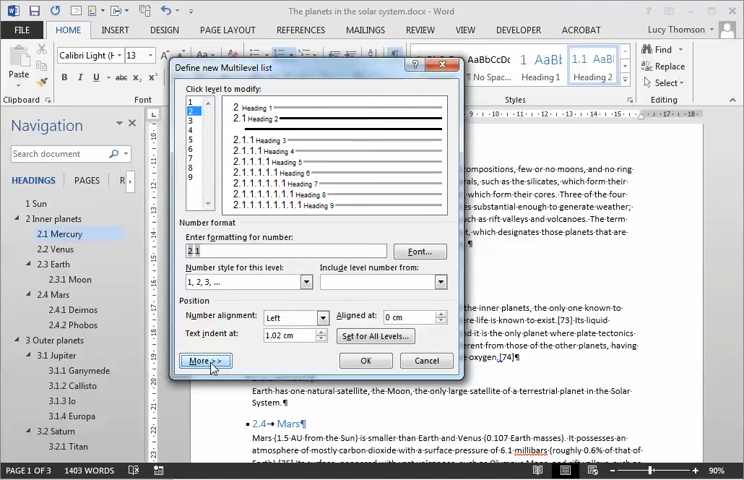 The planets in the solar system.docx - Word
FILE
HOME
INSERT
DESIGN
PAGE LAYOUT
REFERENCES
MAILINGS
REVIEW
VIEW
DEVELOPER
ACROBAT
Lucy Thomson
Paste
Clipboard
Calibri Light (H
13
B
I
U
¶ No Spac...
Heading 1
1.1 AaB
Heading 2
Styles
Find
Replace
Select
Editing
Navigation
Search document
HEADINGS
PAGES
1 Sun
2 Inner planets
2.1 Mercury
2.2 Venus
2.3 Earth
2.3.1 Moon
2.4 Mars
2.4.1 Deimos
2.4.2 Phobos
3 Outer planets
3.1 Jupiter
3.1.1 Ganymede
3.1.2 Callisto
3.1.3 Io
3.1.4 Europa
3.2 Saturn
3.2.1 Titan
Define new Multilevel list
Click level to modify:
1
2
3
4
5
6
7
8
9
2 Heading 1
2.1 Heading 2
2.1.1 Heading 3
2.1.1.1 Heading 4
2.1.1.1.1 Heading 5
2.1.1.1.1.1 Heading 6
2.1.1.1.1.1.1 Heading 7
2.1.1.1.1.1.1.1 Heading 8
2.1.1.1.1.1.1.1.1 Heading 9
Number format
Enter formatting for number:
2.1
Font...
Number style for this level:
Include level number from:
1, 2, 3, ...
Position
Number alignment:
Left
Aligned at:
0 cm
Text indent at:
1.02 cm
Set for All Levels...
More >>
OK
Cancel
compositions, few or no moons, and no ring
rals, such as the silicates, which form their
form their cores. Three of the four
substantial enough to generate weather;
such as rift valleys and volcanoes. The term
which designates those planets that are
the inner planets, the only one known to
here life is known to exist.[73] Its liquid
and it is the only planet where plate tectonics
different from those of the other planets, having
oxygen.[74]¶
Earth has one natural satellite, the Moon, the only large satellite of a terrestrial planet in the Solar
System.¶
2.4→ Mars¶
Mars (1.5 AU from the Sun) is smaller than Earth and Venus (0.107 Earth masses). It possesses an
atmosphere of mostly carbon dioxide with a surface pressure of 6.1 millibars (roughly 0.6% of that of
PAGE 1 OF 3
1403 WORDS
90%